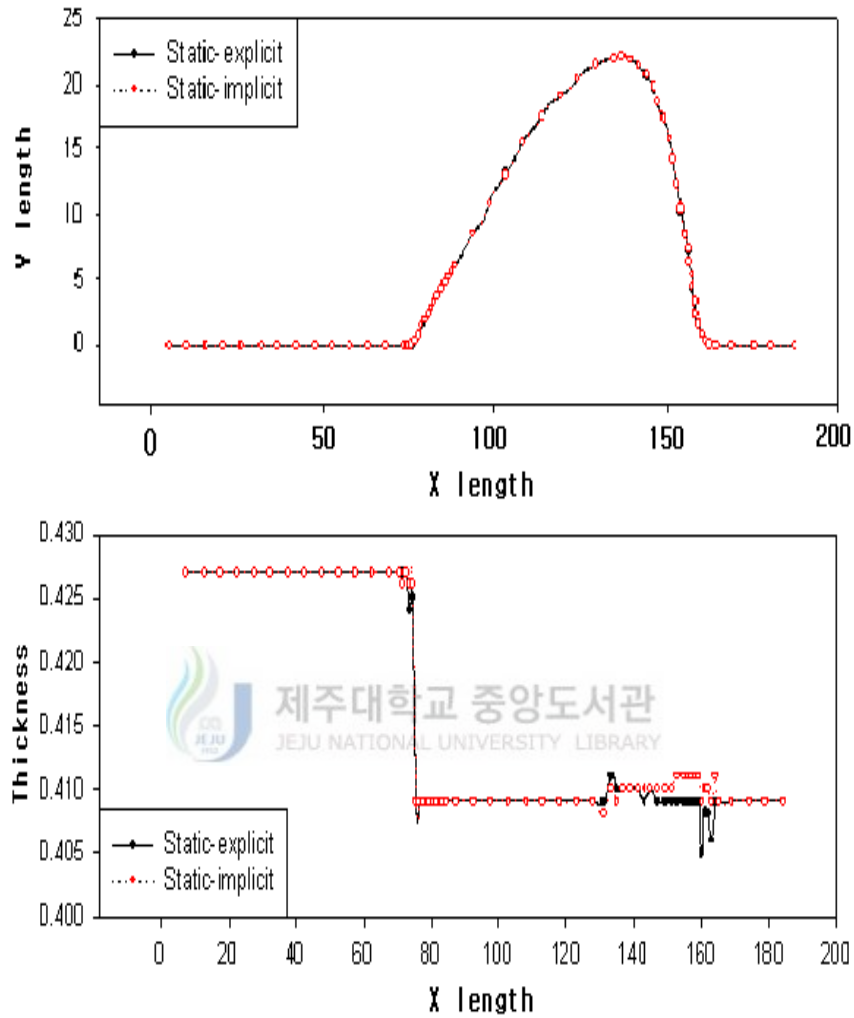 25
20
15
10
5
0
Y length
Static-explicit
Static-implicit
0
50
100
150
200
X length
0.430
0.425
0.420
0.415
0.410
0.405
0.400
Thickness
제주대학교 중앙도서관
JEJU NATIONAL UNIVERSITY LIBRARY
JEJU
1952
Static-explicit
Static-implicit
0
20
40
60
80
100
120
140
160
180
200
X length